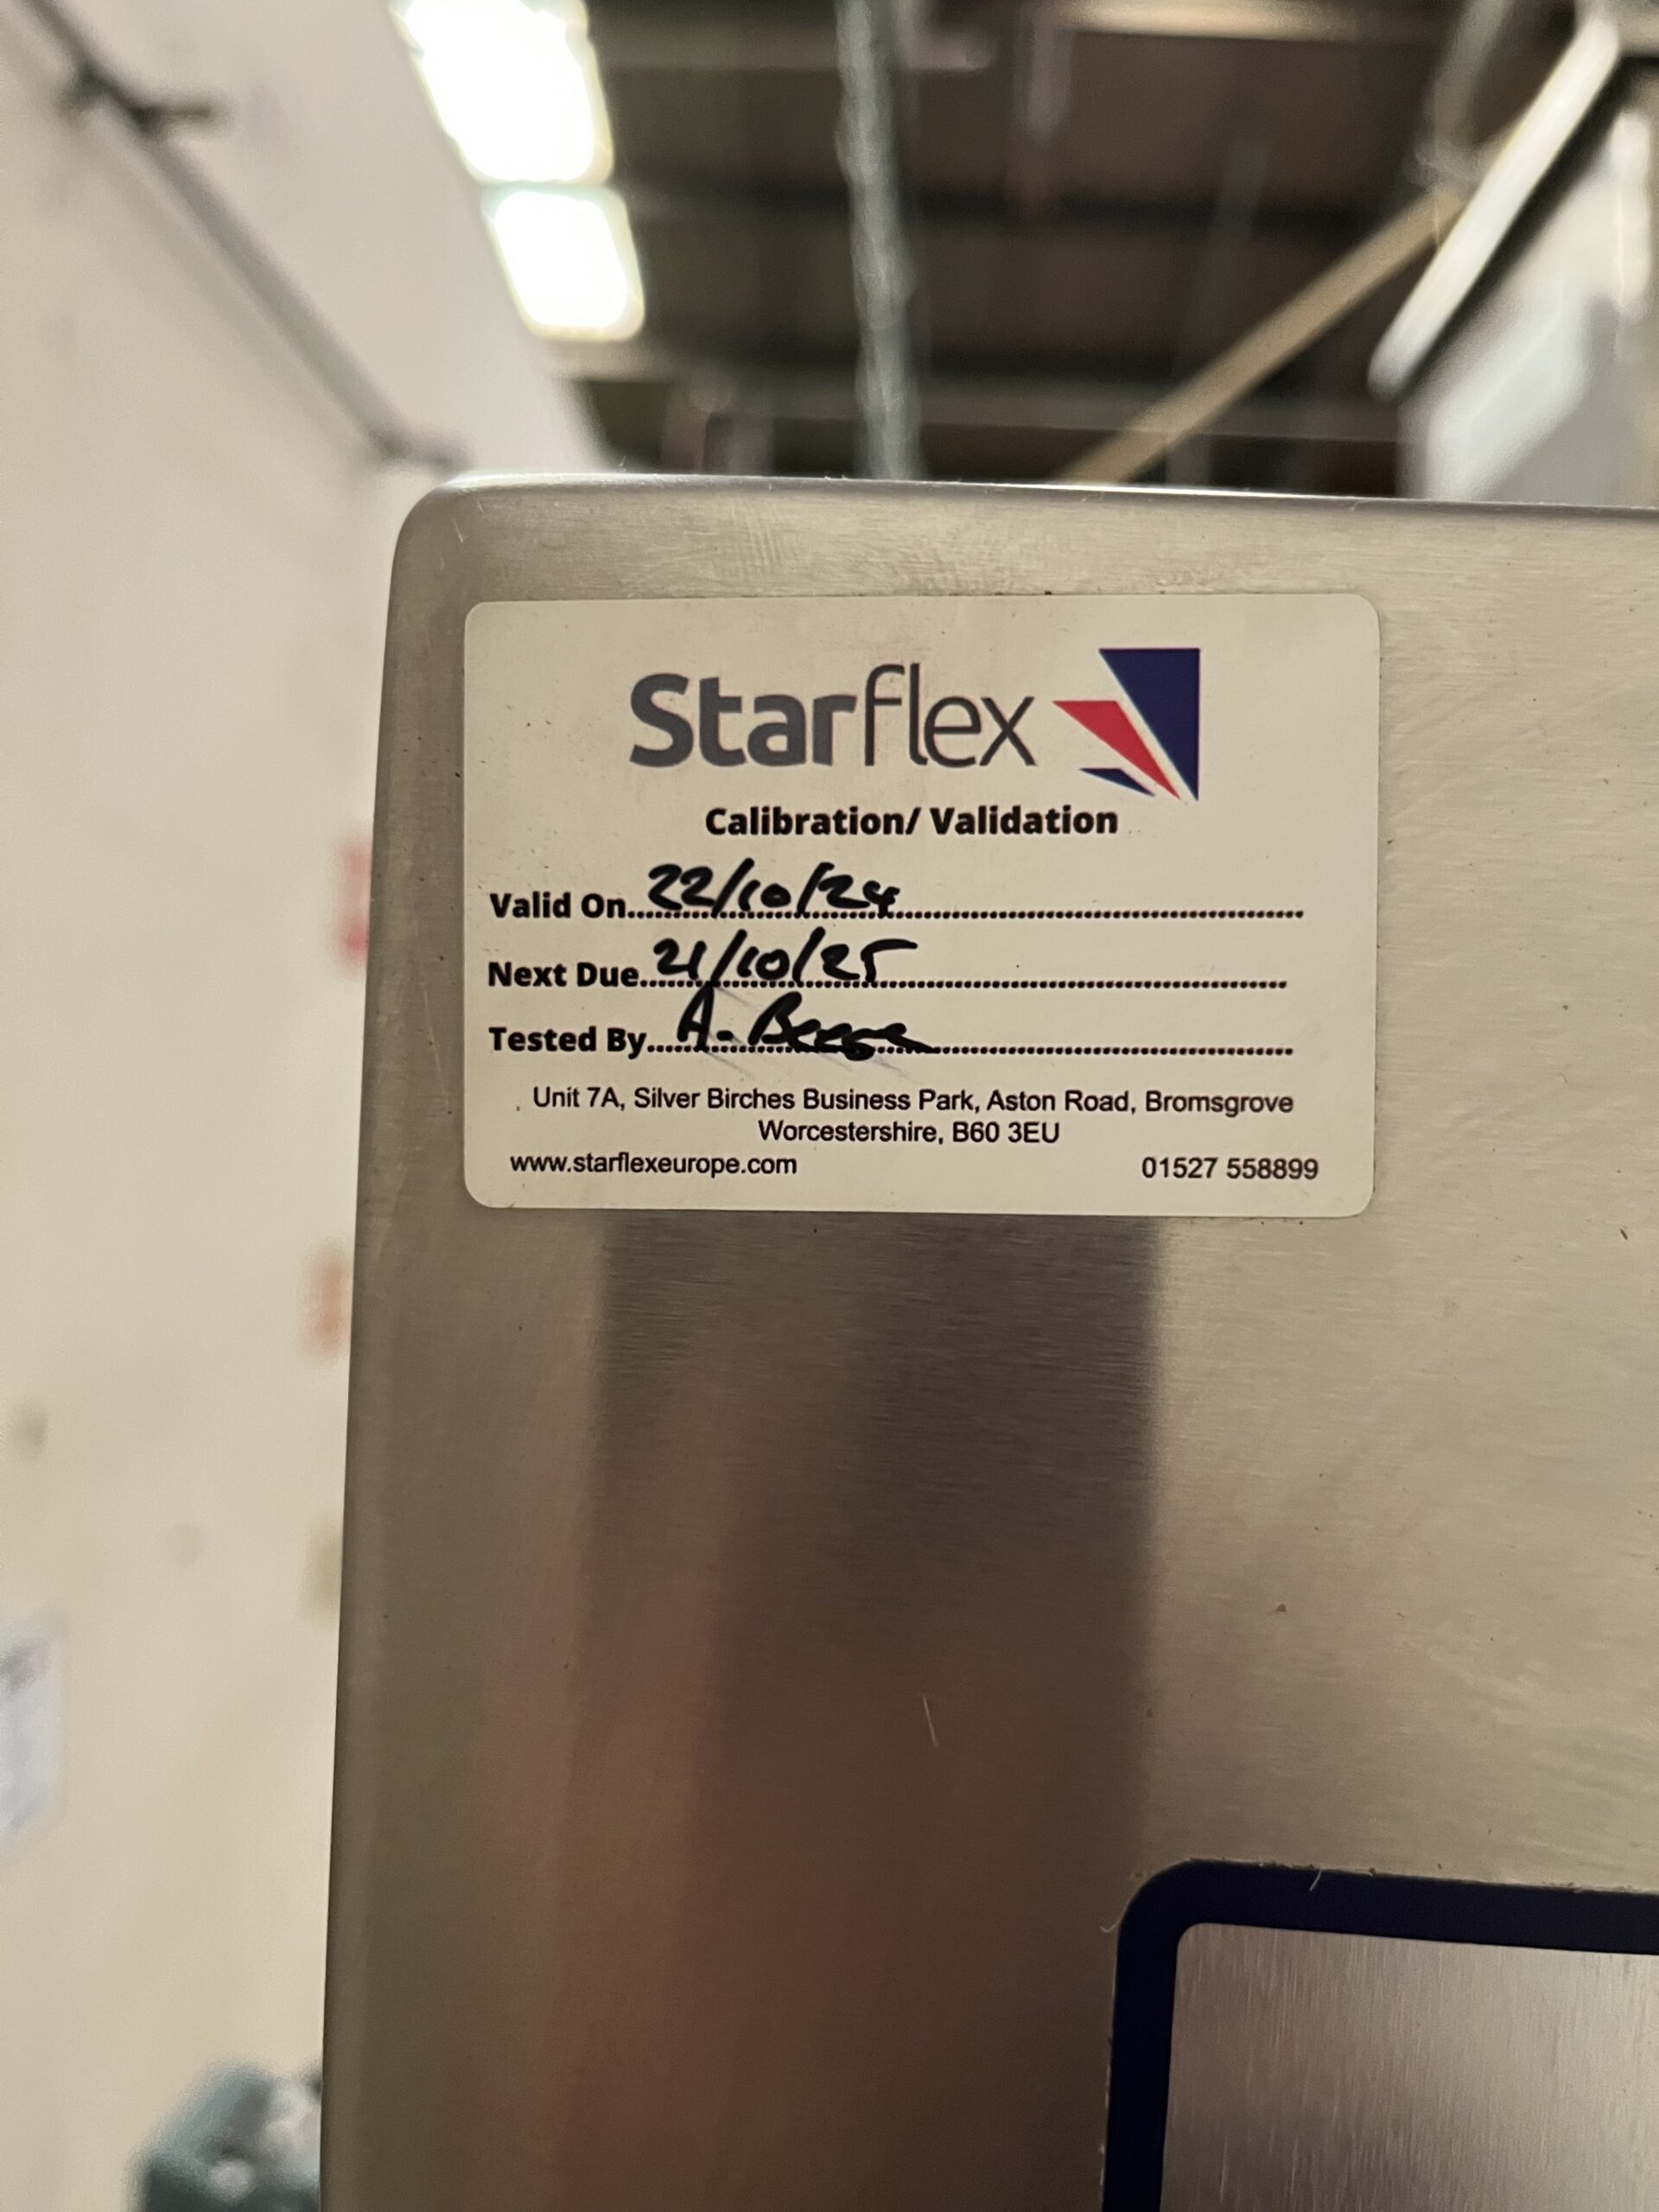 Starflex
Calibration/ Validation
Valid On 22/10/24
Next Due 21/10/25
Tested By A.
Unit 7A, Silver Birches Business Park, Aston Road, Bromsgrove
Worcestershire, B60 3EU
www.starflexeurope.com 01527 558899